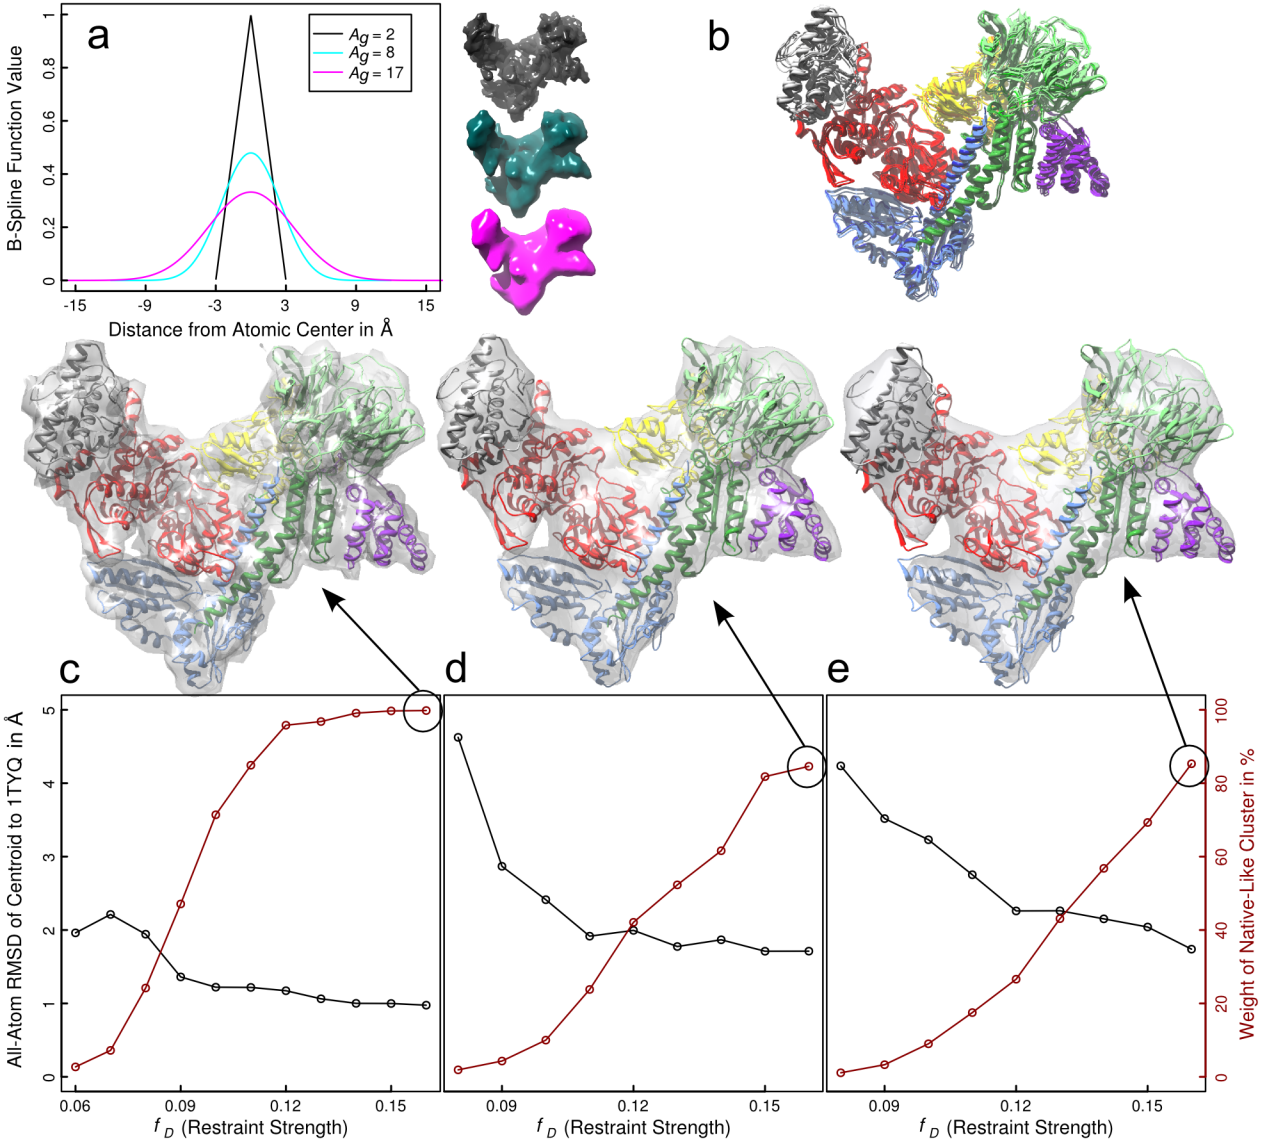 a
b
B-Spline Function Value
1
0.8
0.6
0.4
0.2
0
Ag = 2
Ag = 8
Ag = 17
-15
-9
-3
3
9
15
Distance from Atomic Center in Å
c
d
e
All-Atom RMSD of Centroid to 1TYQ in Å
5
4
3
2
1
0
0.06
0.09
0.12
0.15
f D (Restraint Strength)
0.09
0.12
0.15
f D (Restraint Strength)
0.09
0.12
0.15
f D (Restraint Strength)
100
80
60
40
20
0
Weight of Native-Like Cluster in %